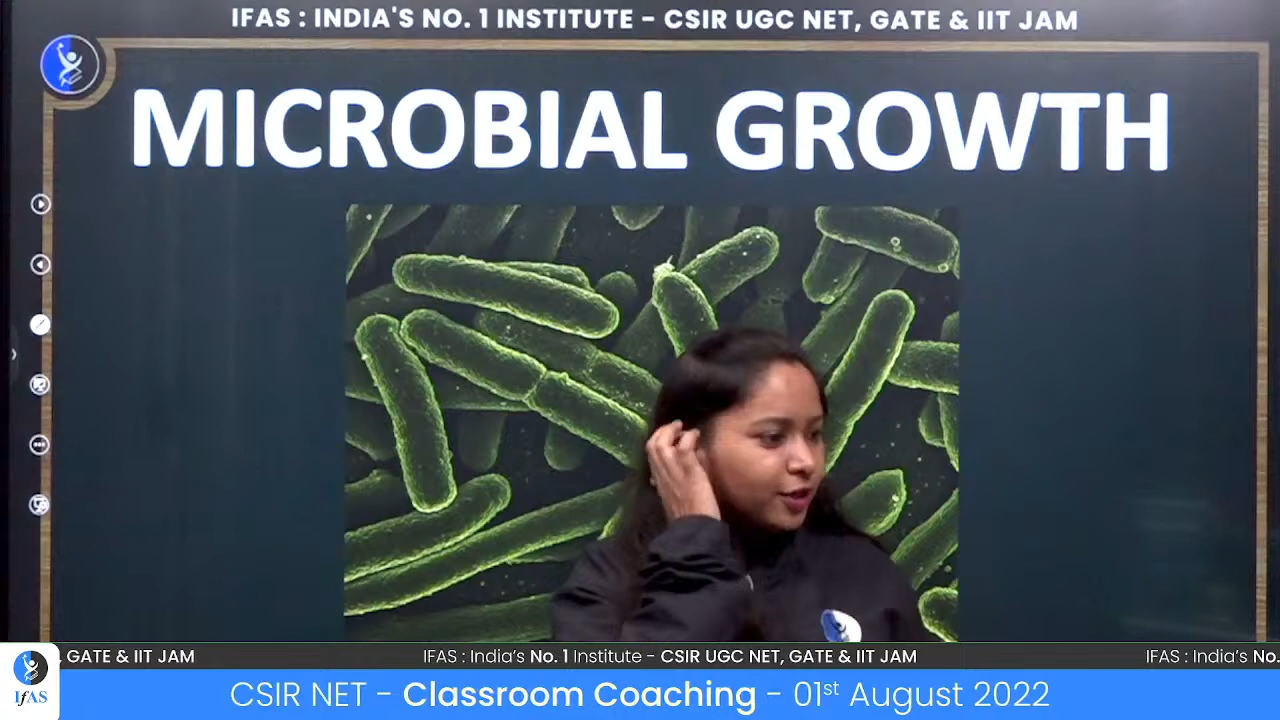 IFAS : INDIA'S NO. 1 INSTITUTE - CSIR UGC NET, GATE & IIT JAM
MICROBIAL GROWTH
, GATE & IIT JAM
IFAS : India's No. 1 Institute - CSIR UGC NET, GATE & IIT JAM
IFAS : India's No.
IfAS
CSIR NET - Classroom Coaching - 01st August 2022